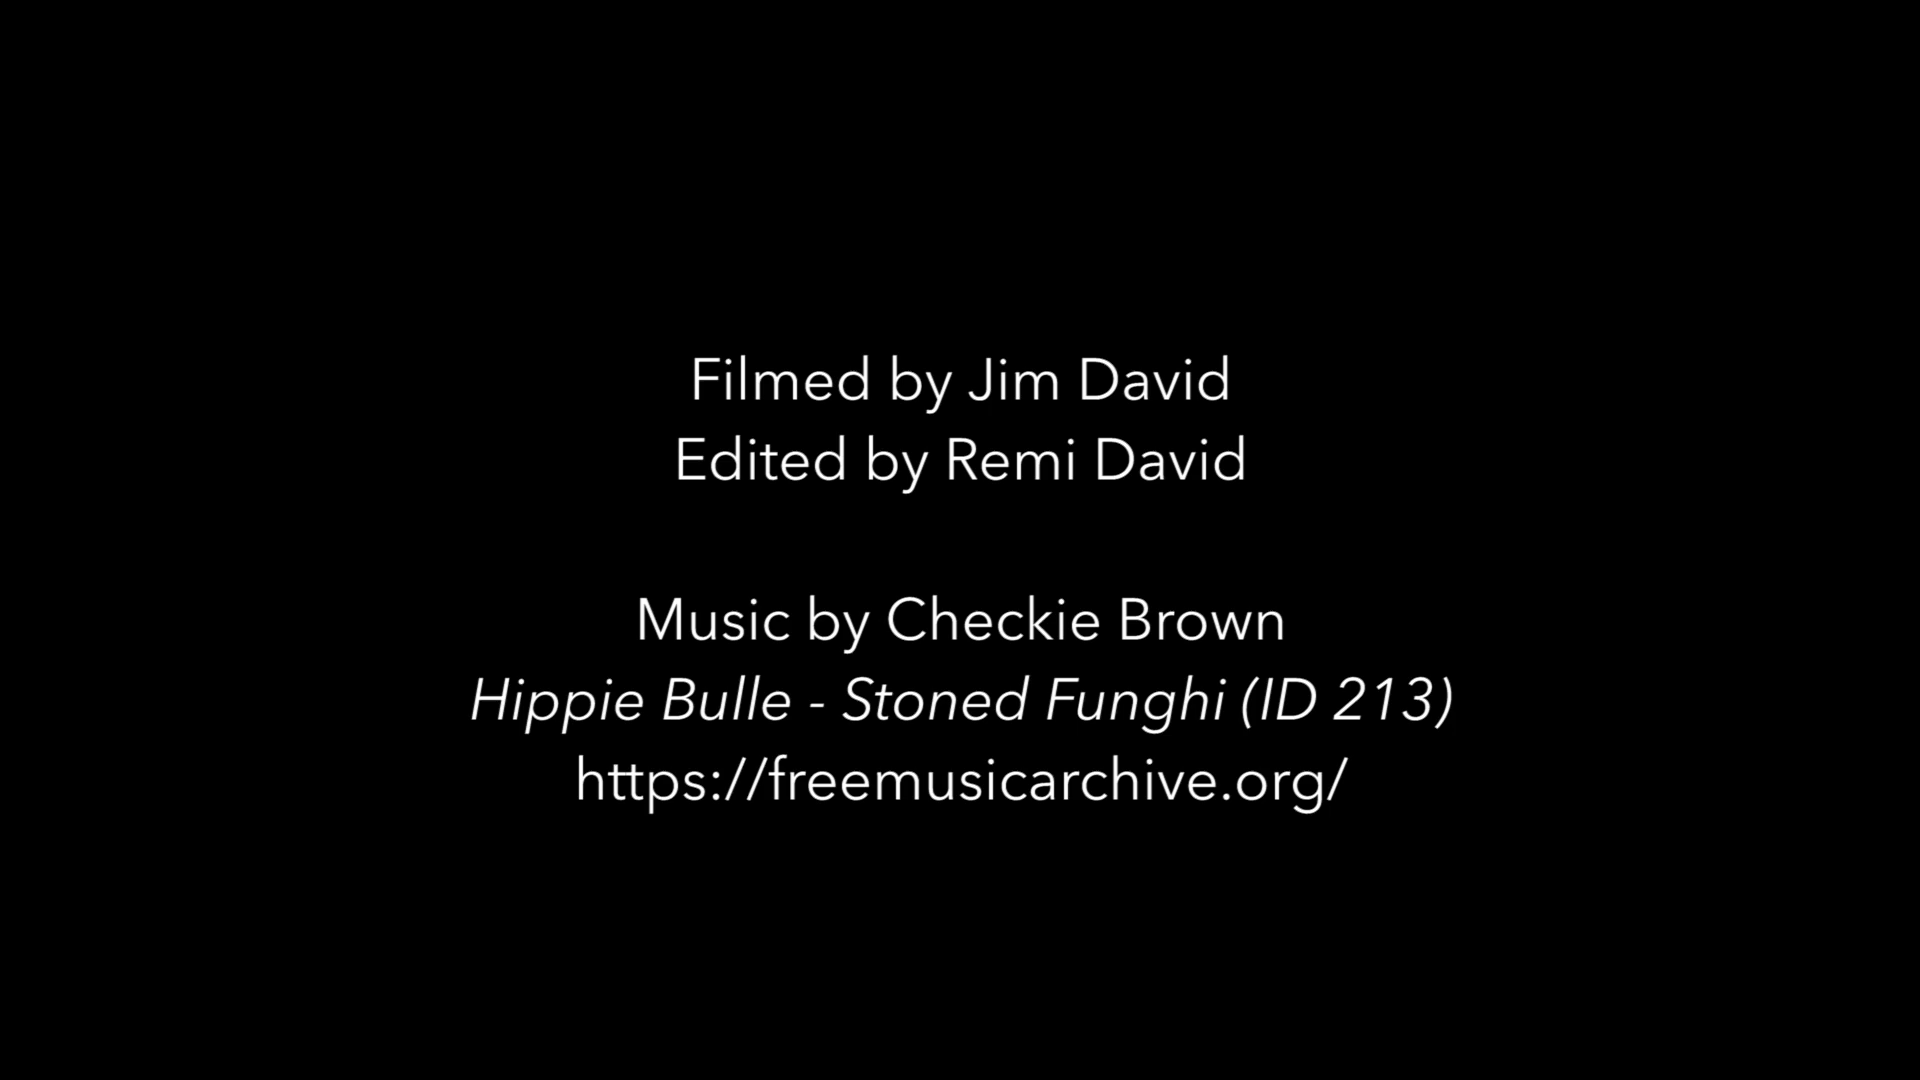 Filmed by Jim David
Edited by Remi David
Music by Checkie Brown
Hippie Bulle - Stoned Funghi (ID 213)
https://freemusicarchive.org/